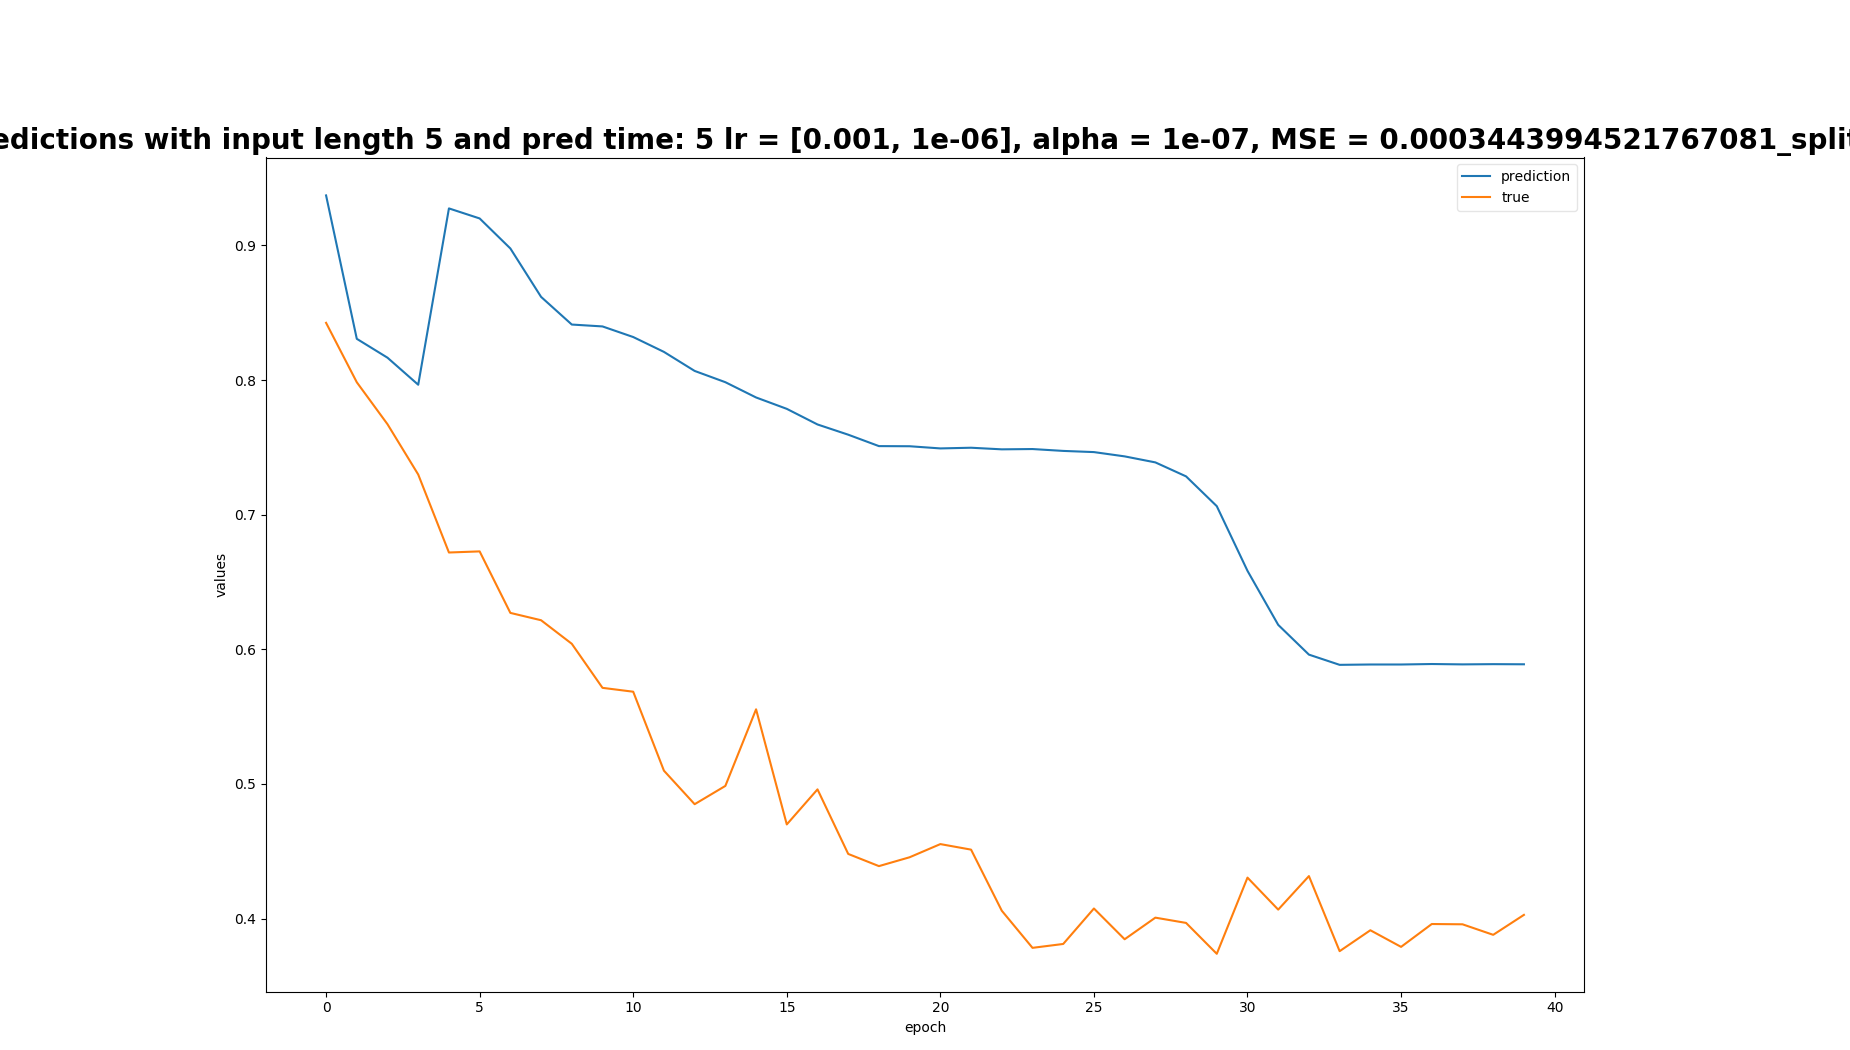 edictions with input length 5 and pred time: 5 lr = [0.001, 1e-06], alpha = 1e-07, MSE = 0.0003443994521767081_split
prediction
true
0.9
0.8
0.7
0.6
0.5
0.4
values
0 5 10 15 20 25 30 35 40
epoch